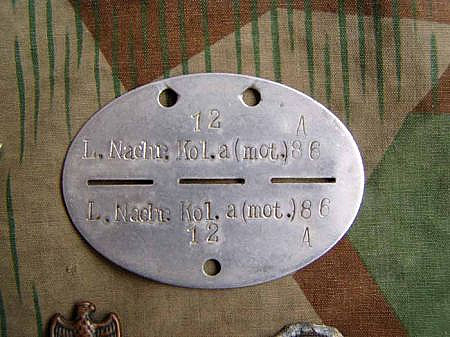 12 A
L. Nachr. Kol. a (mot.) 86
L. Nachr. Kol. a (mot.) 86
12 A